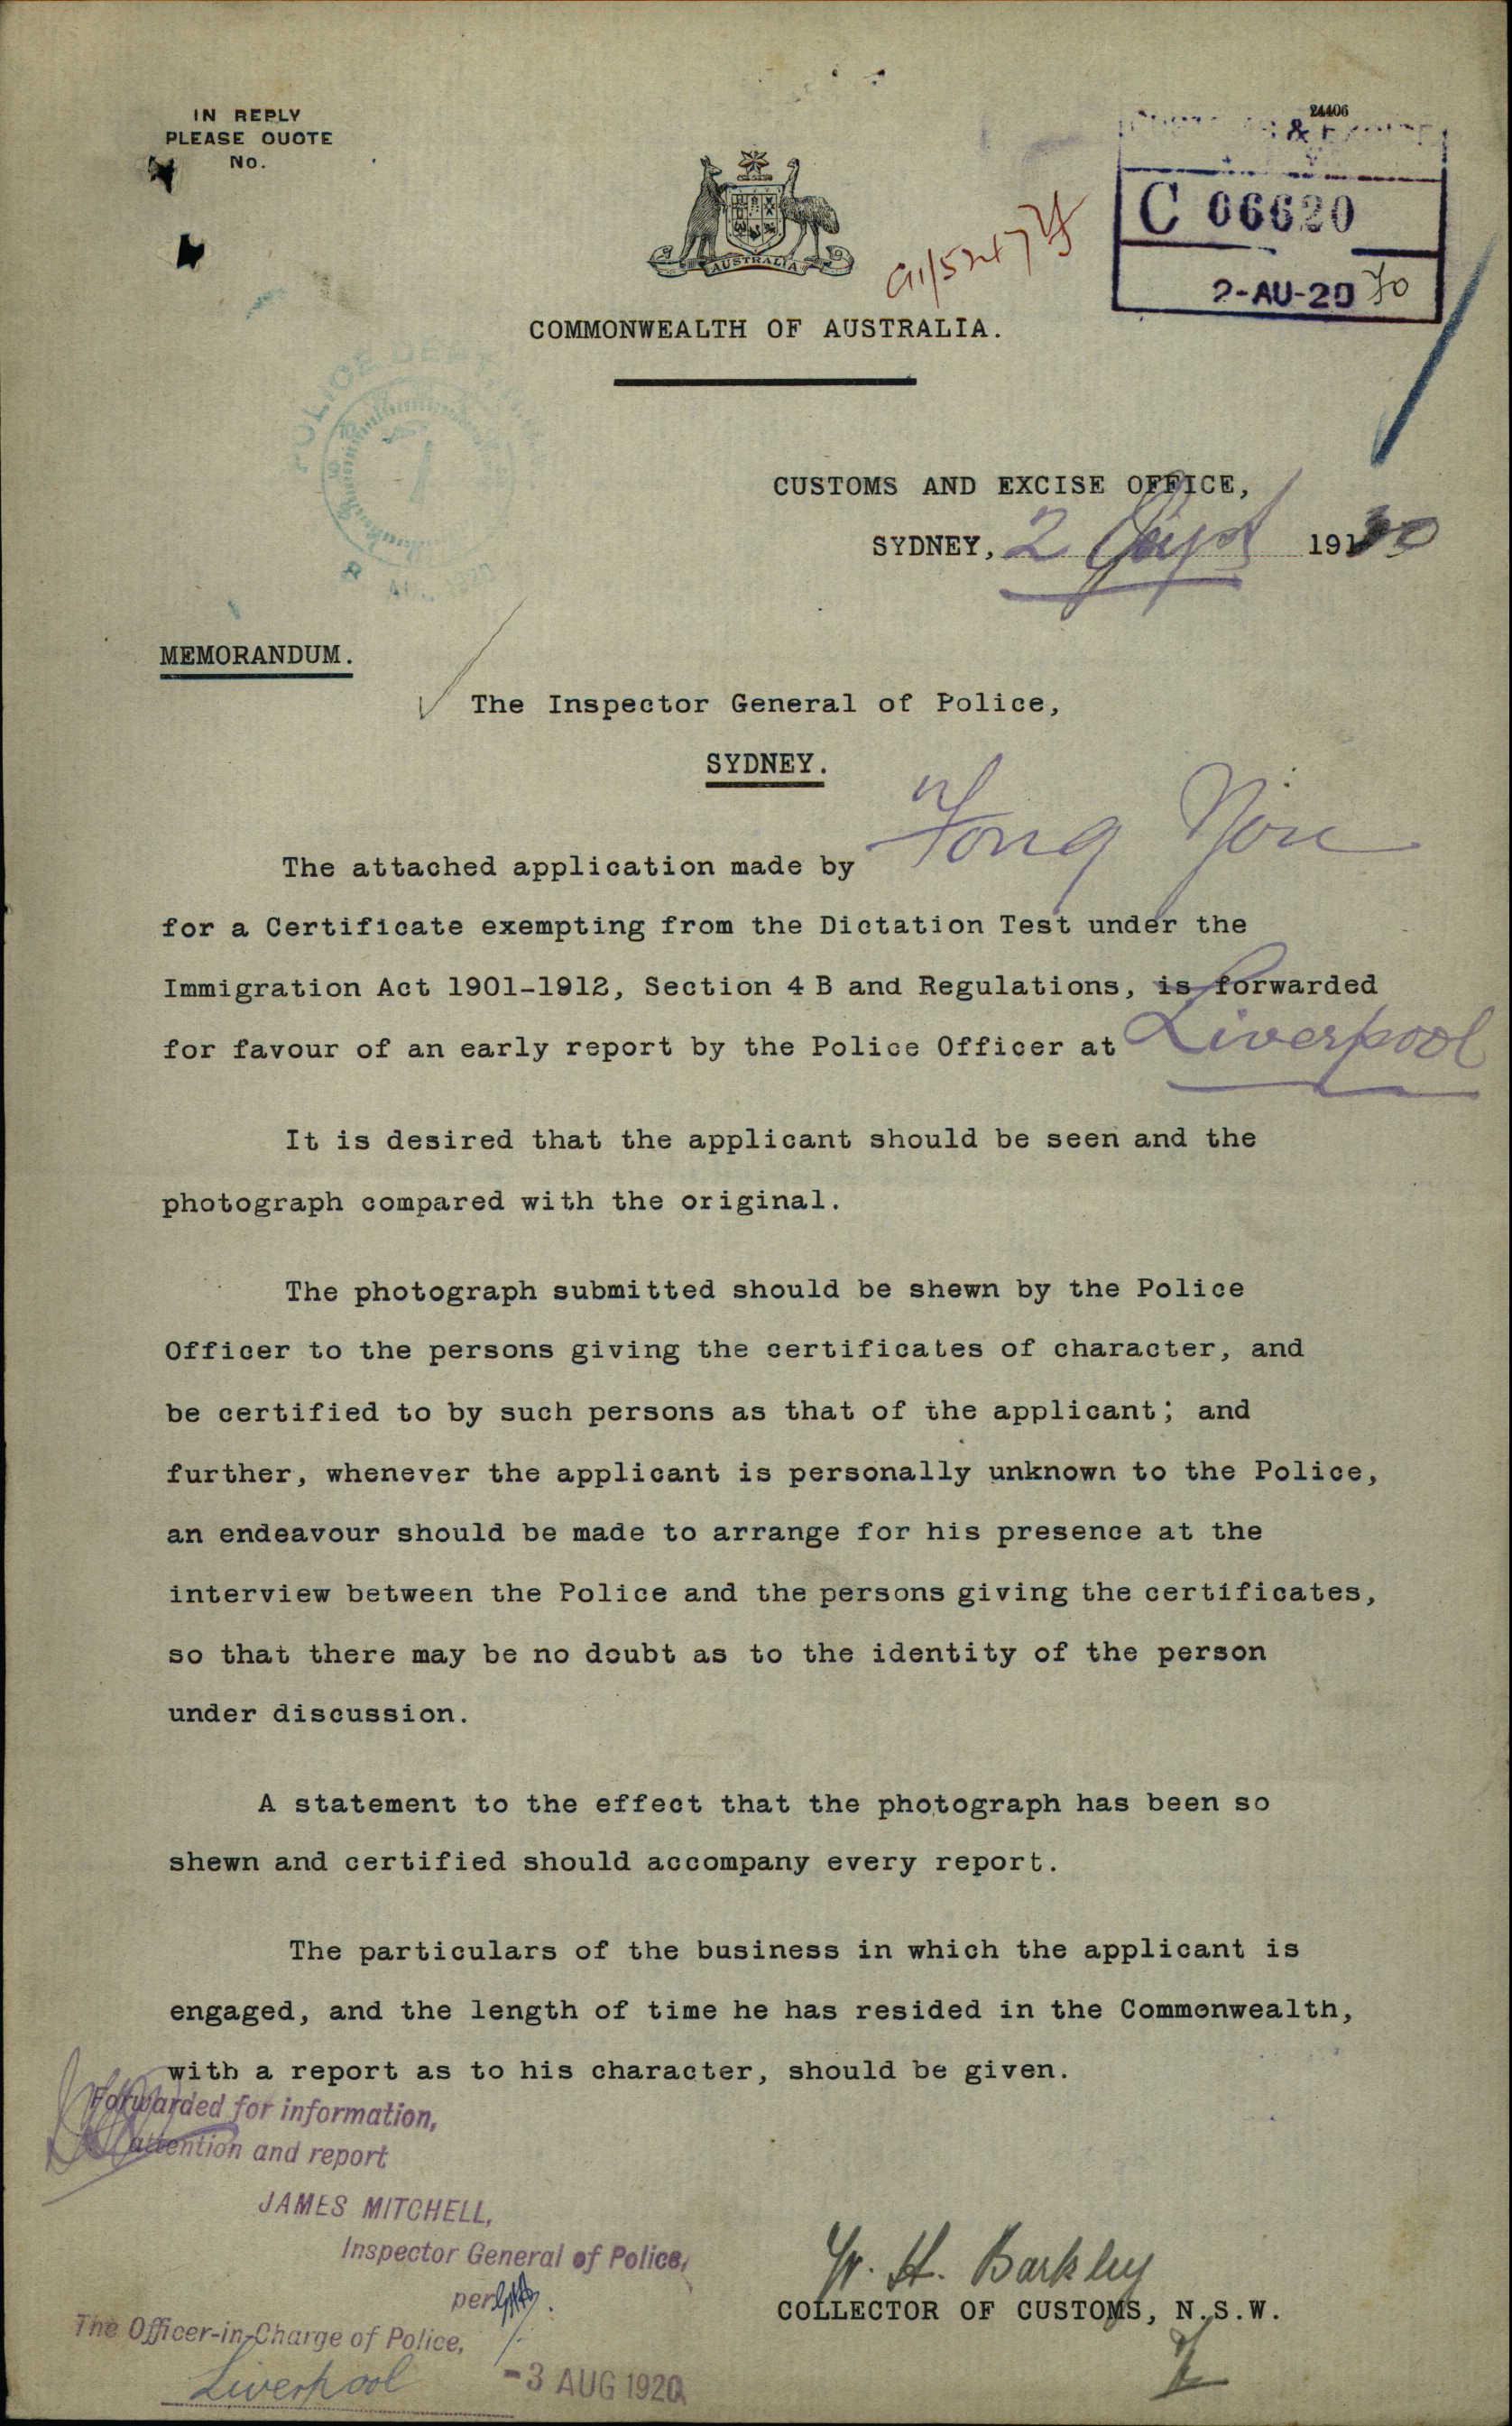 IN REPLY
PLEASE QUOTE
No.
24406
C 06620
2-AU-20
AUSTRALIA
COMMONWEALTH OF AUSTRALIA.
CUSTOMS AND EXCISE OFFICE,
SYDNEY, 2 Augst 1920
MEMORANDUM.
The Inspector General of Police,
SYDNEY.
The attached application made by Fong
for a Certificate exempting from the Dictation Test under the
Immigration Act 1901-1912, Section 4 B and Regulations, is forwarded
for favour of an early report by the Police Officer at Liverpool
It is desired that the applicant should be seen and the
photograph compared with the original.
The photograph submitted should be shewn by the Police
Officer to the persons giving the certificates of character, and
be certified to by such persons as that of the applicant; and
further, whenever the applicant is personally unknown to the Police,
an endeavour should be made to arrange for his presence at the
interview between the Police and the persons giving the certificates,
so that there may be no doubt as to the identity of the person
under discussion.
A statement to the effect that the photograph has been so
shewn and certified should accompany every report.
The particulars of the business in which the applicant is
engaged, and the length of time he has resided in the Commonwealth,
with a report as to his character, should be given.
Forwarded for information,
attention and report
JAMES MITCHELL,
Inspector General of Police,
per
W. H. Barkley
COLLECTOR OF CUSTOMS, N.S.W.
The Officer-in-Charge of Police,
Liverpool
-3 AUG 1920